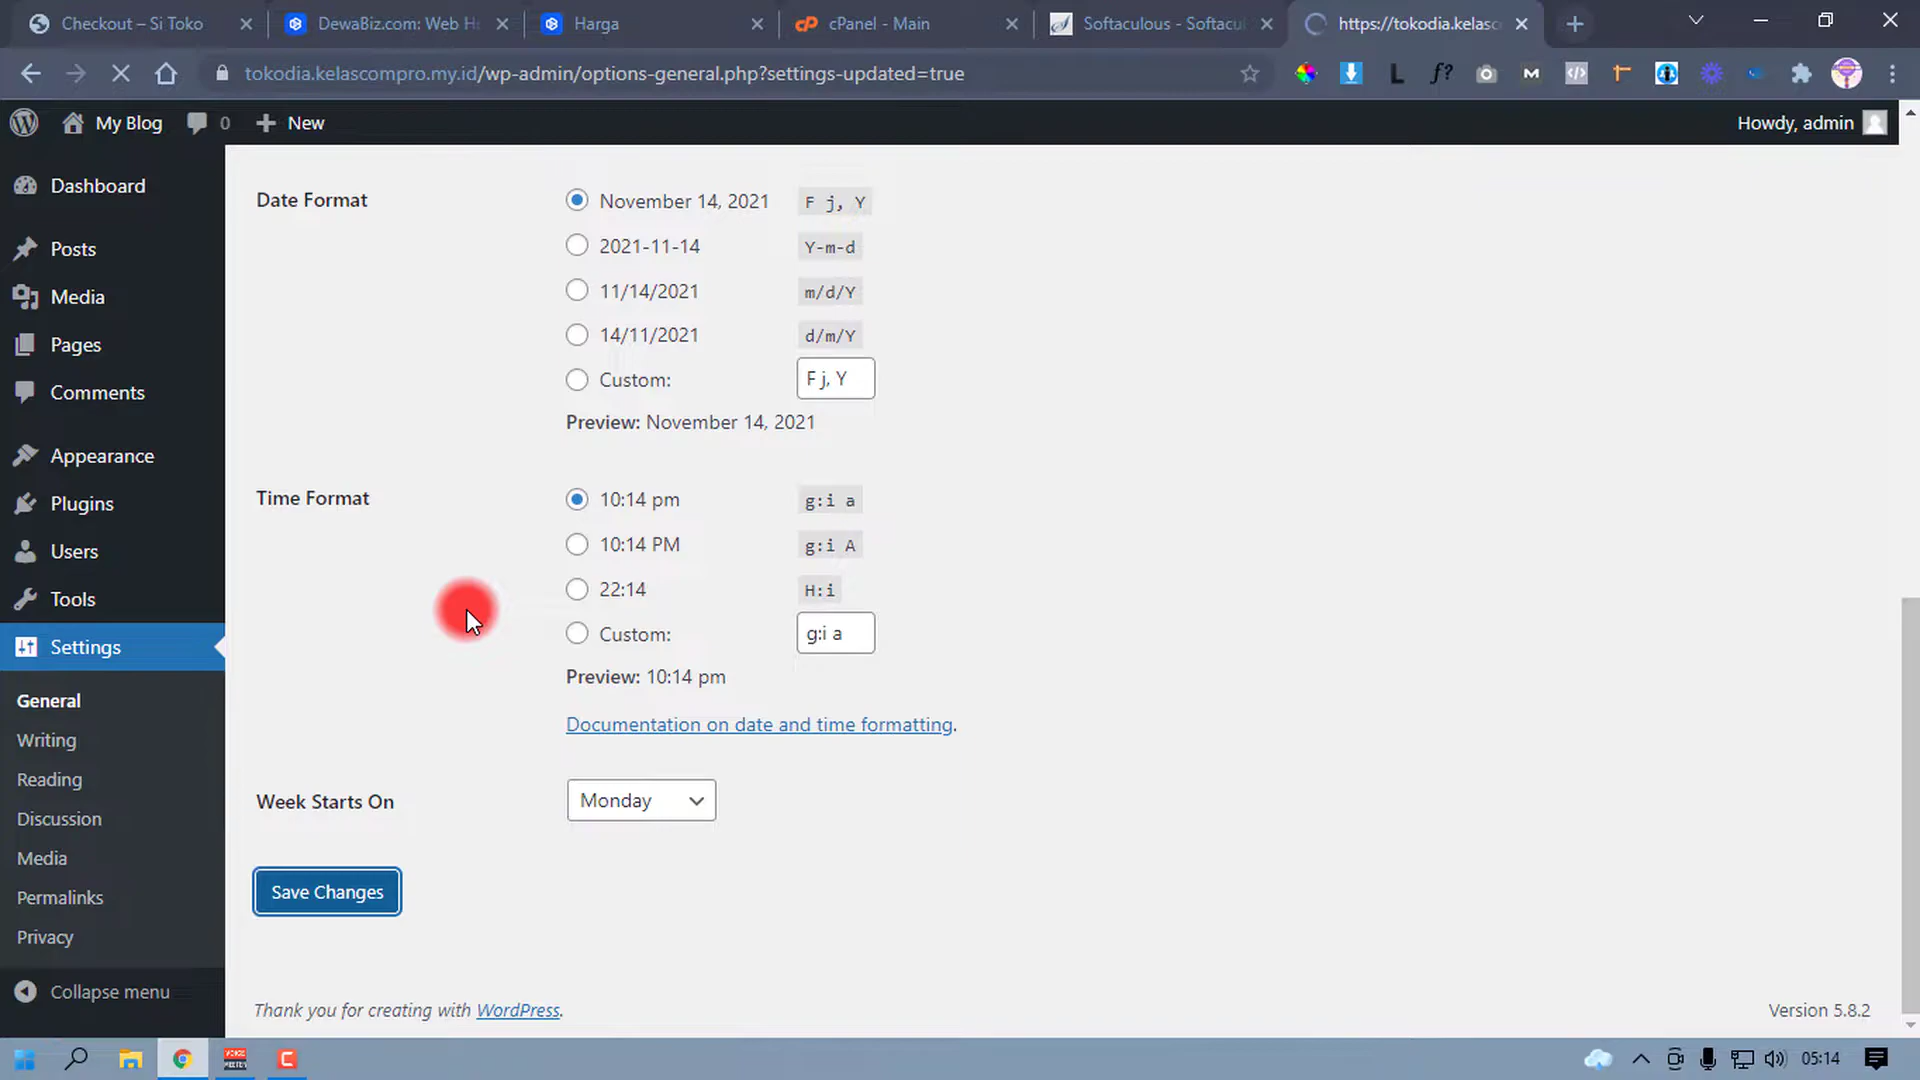 Checkout – Si Toko
DewaBiz.com: Web H
Harga
cPanel - Main
Softaculous - Softacul
https://tokodia.kelasc
tokodia.kelascompro.my.id/wp-admin/options-general.php?settings-updated=true
My Blog
0
New
Howdy, admin
Dashboard
Posts
Media
Pages
Comments
Appearance
Plugins
Users
Tools
Settings
General
Writing
Reading
Discussion
Media
Permalinks
Privacy
Collapse menu
Date Format
November 14, 2021 F j, Y
2021-11-14 Y-m-d
11/14/2021 m/d/Y
14/11/2021 d/m/Y
Custom: F j, Y
Preview: November 14, 2021
Time Format
10:14 pm g:i a
10:14 PM g:i A
22:14 H:i
Custom: g:i a
Preview: 10:14 pm
Documentation on date and time formatting.
Week Starts On
Monday
Save Changes
Thank you for creating with WordPress.
Version 5.8.2
05:14